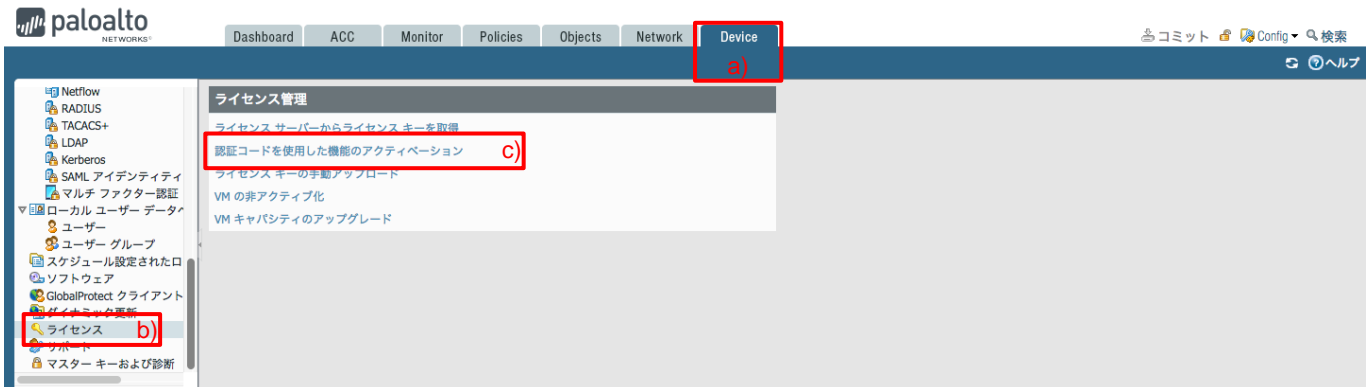 paloalto
NETWORKS®
Dashboard ACC Monitor Policies Objects Network Device
コミット Config 検索
a)
ヘルプ
Netflow
RADIUS
TACACS+
LDAP
Kerberos
SAML アイデンティティ
マルチ ファクター認証
ローカル ユーザー データベ
ユーザー
ユーザー グループ
スケジュール設定されたロ
ソフトウェア
GlobalProtect クライアント
ダイナミック更新
ライセンス b)
サポート
マスター キーおよび診断
ライセンス管理
ライセンス サーバーからライセンス キーを取得
認証コードを使用した機能のアクティベーション c)
ライセンス キーの手動アップロード
VM の非アクティブ化
VM キャパシティのアップグレード